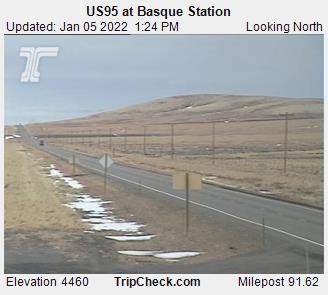 US95 at Basque Station
Updated: Jan 05 2022 1:24 PM Looking North
Elevation 4460 TripCheck.com Milepost 91.62